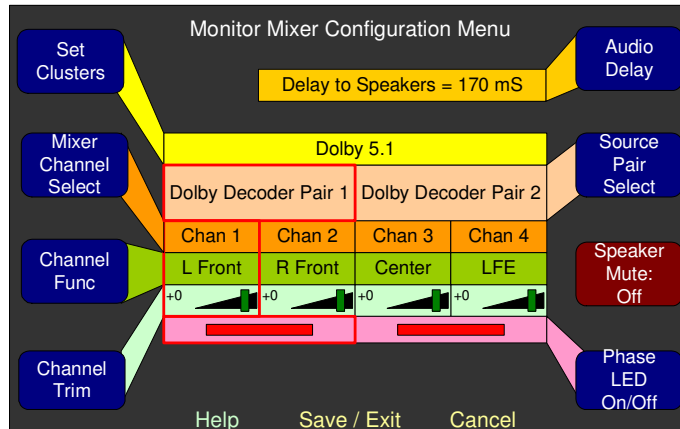 Monitor Mixer Configuration Menu
Set
Clusters
Audio
Delay
Delay to Speakers = 170 mS
Mixer
Channel
Select
Dolby 5.1
Source
Pair
Select
Dolby Decoder Pair 1
Dolby Decoder Pair 2
Chan 1
Chan 2
Chan 3
Chan 4
Channel
Func
L Front
R Front
Center
LFE
Speaker
Mute:
Off
+0
+0
+0
+0
Channel
Trim
Phase
LED
On/Off
Help
Save / Exit
Cancel